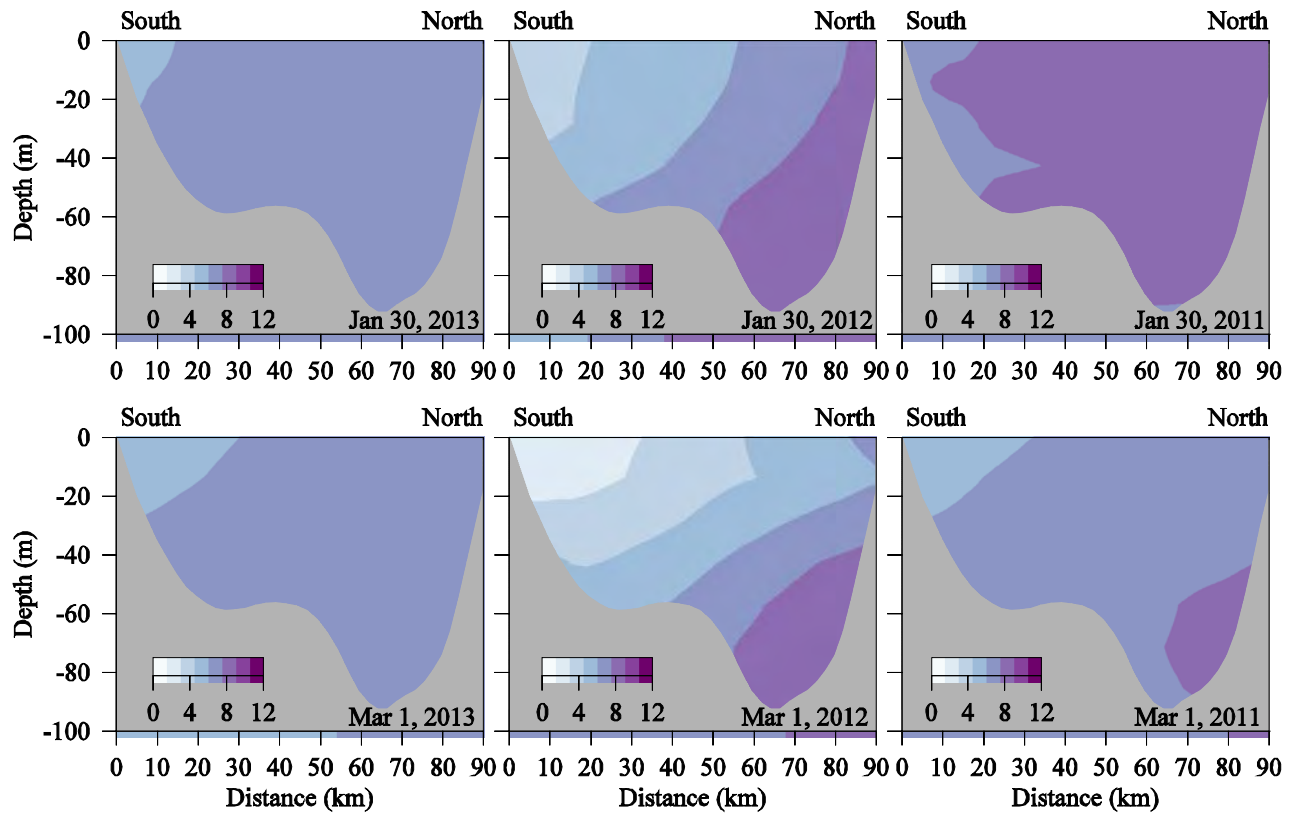 South North South North South North
0
-20
-40
-60
-80
-100
Depth (m)
0 4 8 12 Jan 30, 2013
0 4 8 12 Jan 30, 2012
0 4 8 12 Jan 30, 2011
0 10 20 30 40 50 60 70 80 90 0 10 20 30 40 50 60 70 80 90 0 10 20 30 40 50 60 70 80 90
South North South North South North
0
-20
-40
-60
-80
-100
Depth (m)
0 4 8 12 Mar 1, 2013
0 4 8 12 Mar 1, 2012
0 4 8 12 Mar 1, 2011
0 10 20 30 40 50 60 70 80 90 0 10 20 30 40 50 60 70 80 90 0 10 20 30 40 50 60 70 80 90
Distance (km) Distance (km) Distance (km)